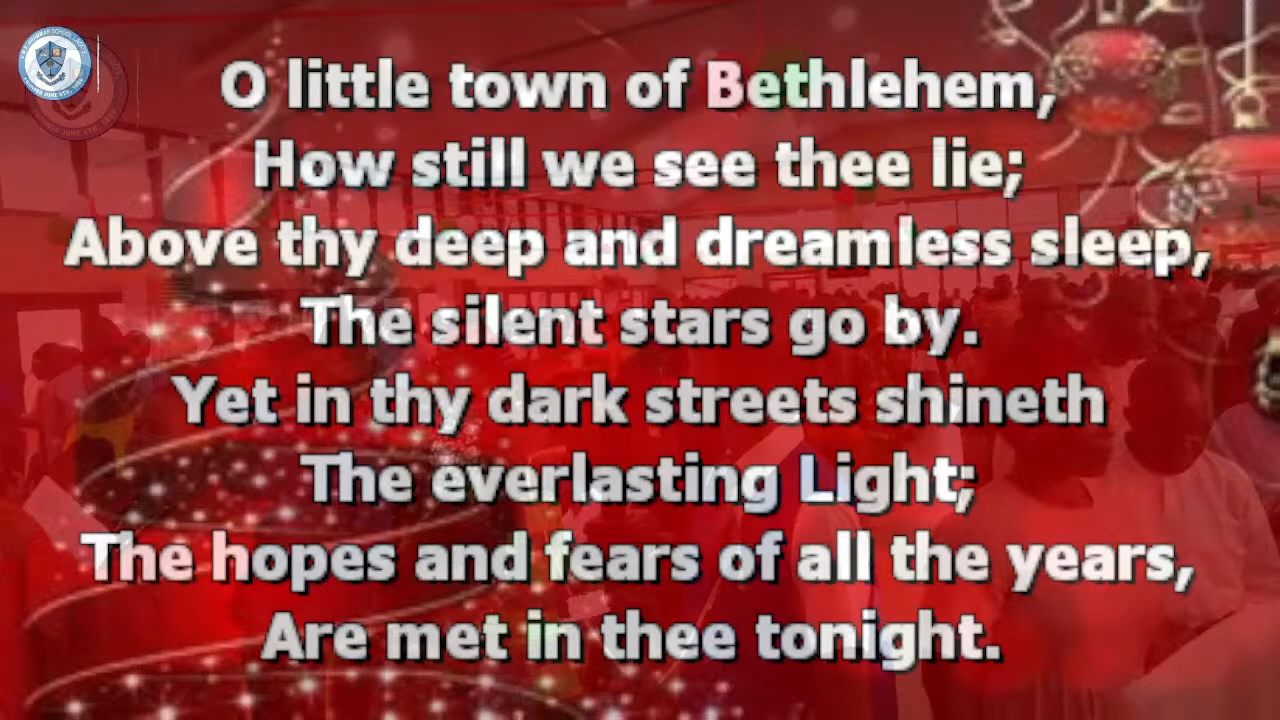 O little town of Bethlehem,
How still we see thee lie;
Above thy deep and dreamless sleep,
The silent stars go by.
Yet in thy dark streets shineth
The everlasting Light;
The hopes and fears of all the years,
Are met in thee tonight.